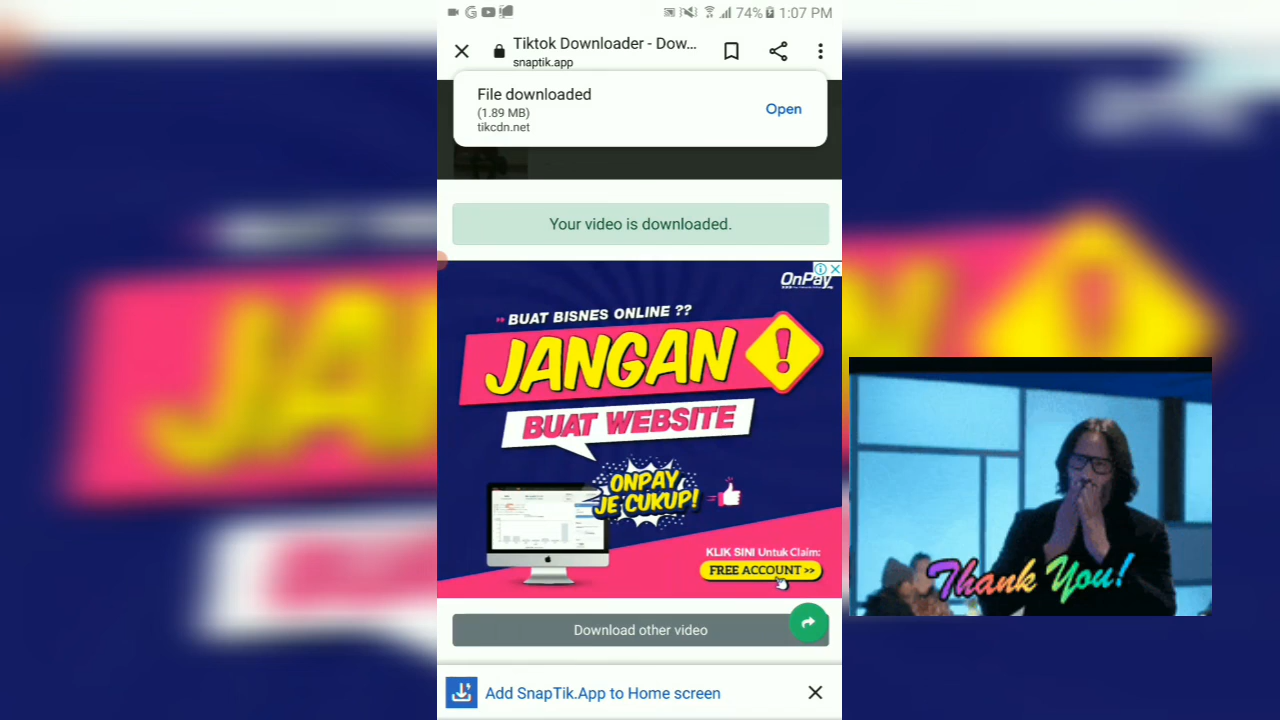 74% 1:07 PM
Tiktok Downloader - Dow...
snaptik.app
File downloaded
(1.89 MB)
tikcdn.net
Open
Your video is downloaded.
OnPay
BUAT BISNES ONLINE ??
JANGAN!
BUAT WEBSITE
ONPAY
JE CUKUP!
KLIK SINI Untuk Claim:
FREE ACCOUNT >>
Download other video
Add SnapTik.App to Home screen
Thank You!